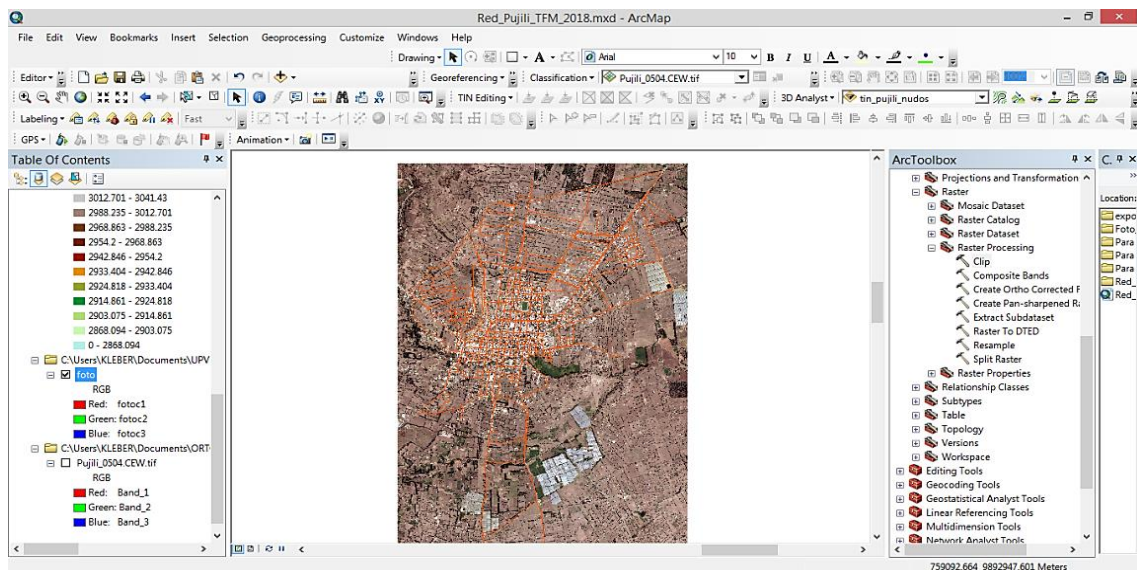 Red_Pujili_TFM_2018.mxd - ArcMap
File Edit View Bookmarks Insert Selection Geoprocessing Customize Windows Help
Drawing A Arial 10 B I U A
Editor Georeferencing Classification Pujili_0504.CEW.tif
TIN Editing 3D Analyst tin_pujili_nudos
Labeling Fast
GPS Animation
Table Of Contents
3012.701 - 3041.43
2988.235 - 3012.701
2968.863 - 2988.235
2954.2 - 2968.863
2942.846 - 2954.2
2933.404 - 2942.846
2924.818 - 2933.404
2914.861 - 2924.818
2903.075 - 2914.861
2868.094 - 2903.075
0 - 2868.094
C:\Users\KLEBER\Documents\UPV
foto
RGB
Red: fotoc1
Green: fotoc2
Blue: fotoc3
C:\Users\KLEBER\Documents\ORT
Pujili_0504.CEW.tif
RGB
Red: Band_1
Green: Band_2
Blue: Band_3
ArcToolbox
Projections and Transformation
Raster
Mosaic Dataset
Raster Catalog
Raster Dataset
Raster Processing
Clip
Composite Bands
Create Ortho Corrected R
Create Pan-sharpened Ra
Extract Subdataset
Raster To DTED
Resample
Split Raster
Raster Properties
Relationship Classes
Subtypes
Table
Topology
Versions
Workspace
Editing Tools
Geocoding Tools
Geostatistical Analyst Tools
Linear Referencing Tools
Multidimension Tools
Network Analyst Tools
C.
Location:
expo
Foto_
Para
Para
Para
Red_
Red_
759092.664 9892947.601 Meters